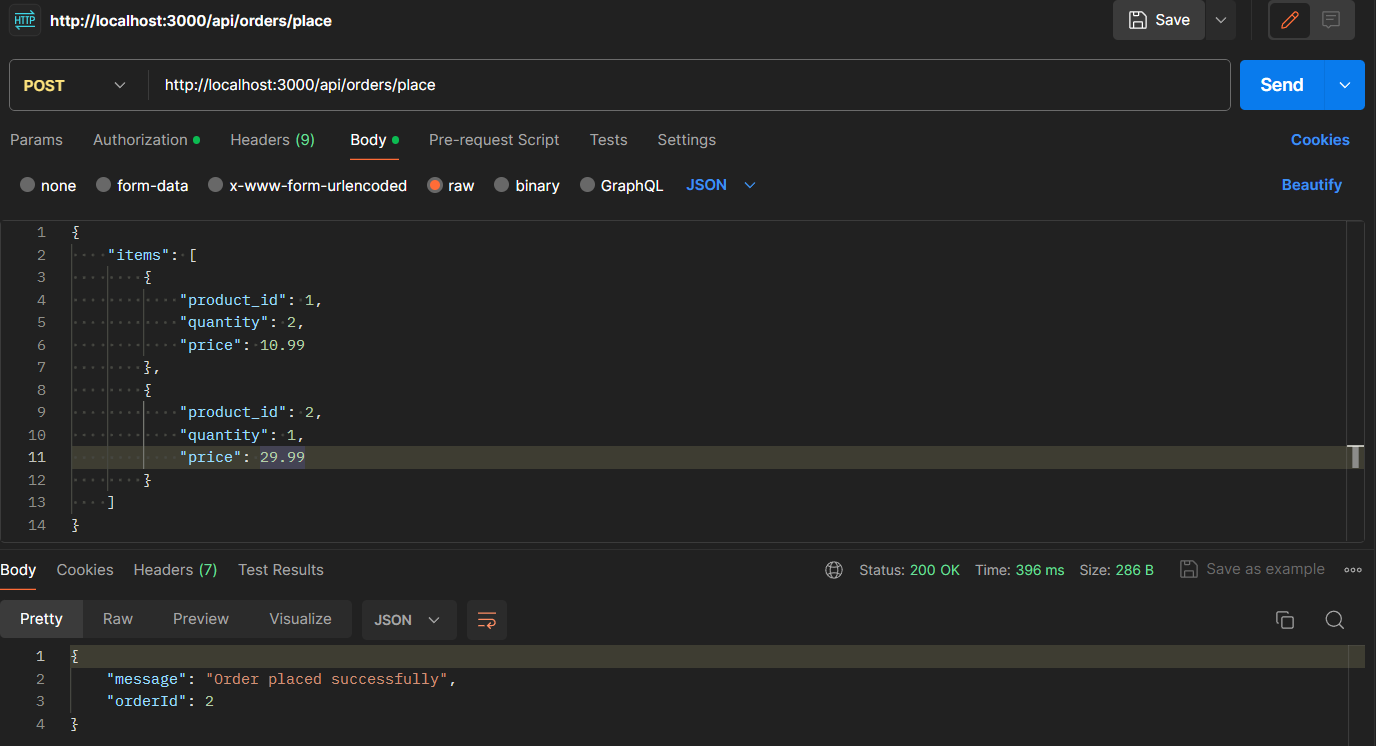 HTTP http://localhost:3000/api/orders/place Save
POST http://localhost:3000/api/orders/place Send
Params Authorization Headers (9) Body Pre-request Script Tests Settings Cookies
none form-data x-www-form-urlencoded raw binary GraphQL JSON Beautify
1 {
2 "items": [
3 {
4 "product_id": 1,
5 "quantity": 2,
6 "price": 10.99
7 },
8 {
9 "product_id": 2,
10 "quantity": 1,
11 "price": 29.99
12 }
13 ]
14 }
Body Cookies Headers (7) Test Results Status: 200 OK Time: 396 ms Size: 286 B Save as example
Pretty Raw Preview Visualize JSON
1 {
2 "message": "Order placed successfully",
3 "orderId": 2
4 }